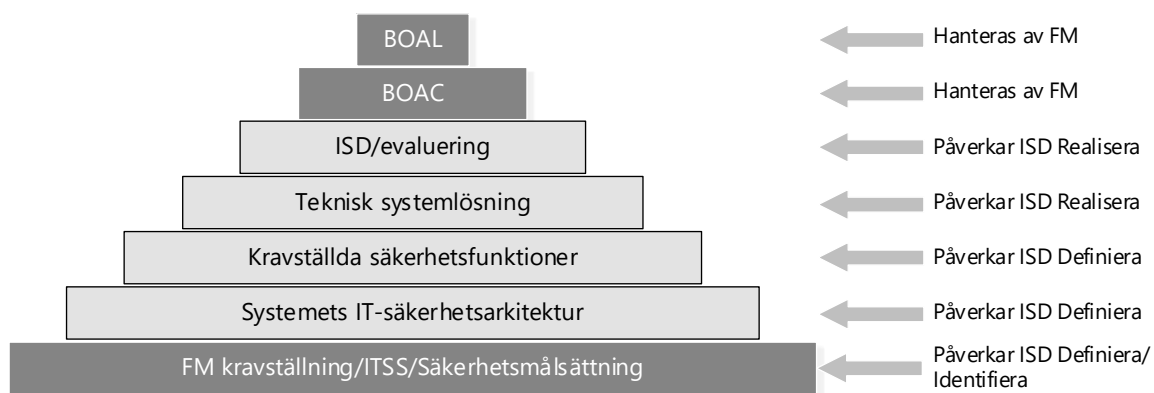 BOAL
Hanteras av FM
BOAC
Hanteras av FM
ISD/evaluering
Påverkar ISD Realisera
Teknisk systemlösning
Påverkar ISD Realisera
Kravställda säkerhetsfunktioner
Påverkar ISD Definiera
Systemets IT-säkerhetsarkitektur
Påverkar ISD Definiera
FM kravställning/ITSS/Säkerhetsmålsättning
Påverkar ISD Definiera/
Identifiera